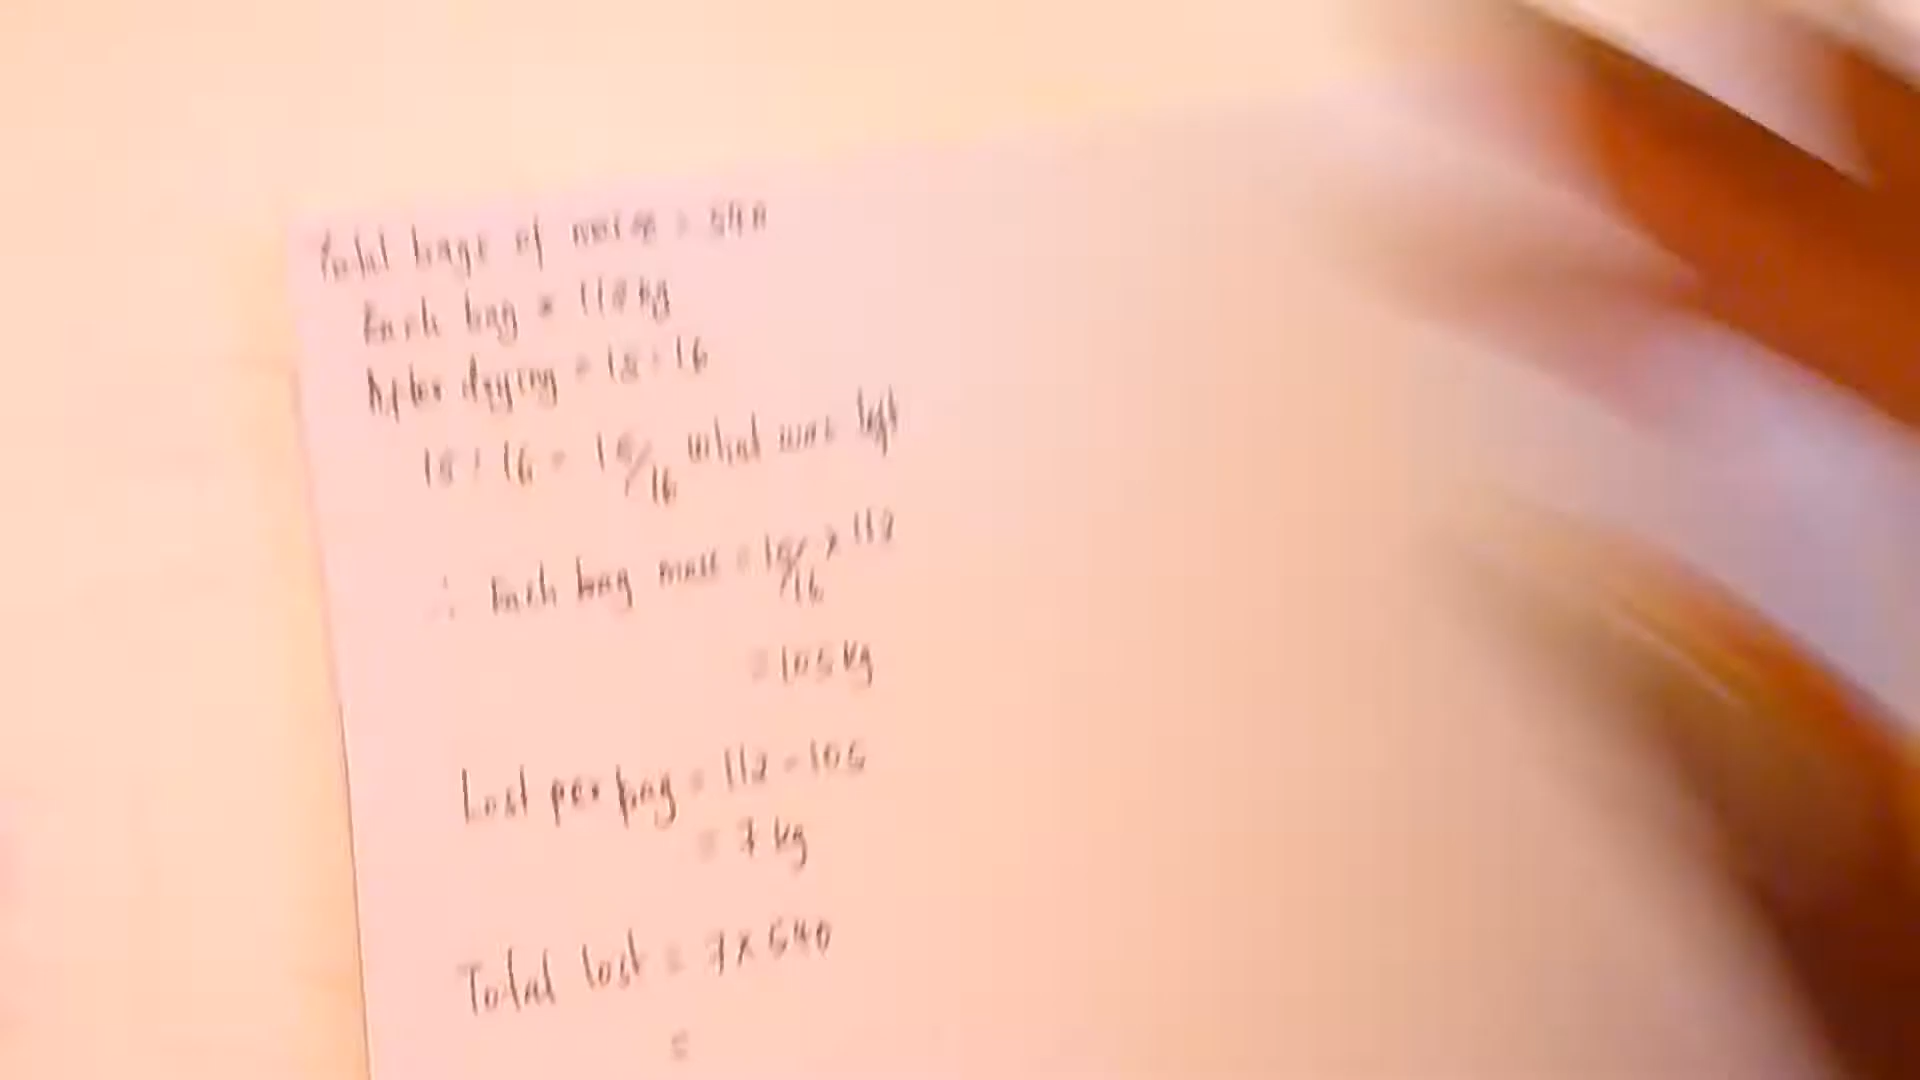 Total bags of maize = 540
Each bag = 112 kg
After drying = 15 : 16
15 : 16 = 15/16 what was left
∴ Each bag mass = 15/16 x 112
= 105 kg
Lost per bag = 112 - 105
= 7 kg
Total lost = 7 x 540
=